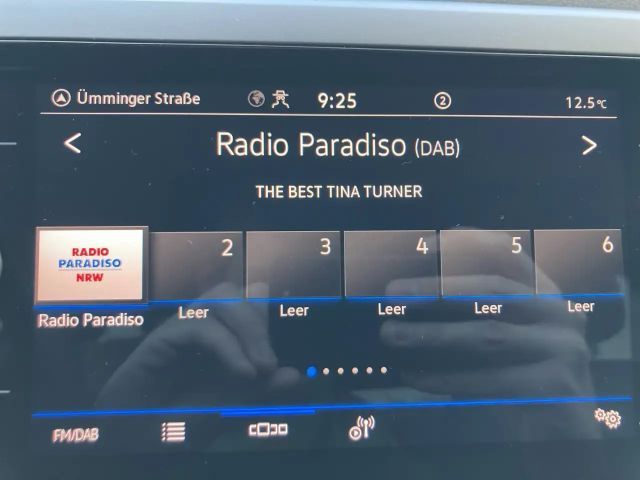 Ümminger Straße 9:25 2 12.5°C
< Radio Paradiso (DAB) >
THE BEST TINA TURNER
RADIO
PARADISO
NRW
2 3 4 5 6
Radio Paradiso Leer Leer Leer Leer Leer
FM/DAB